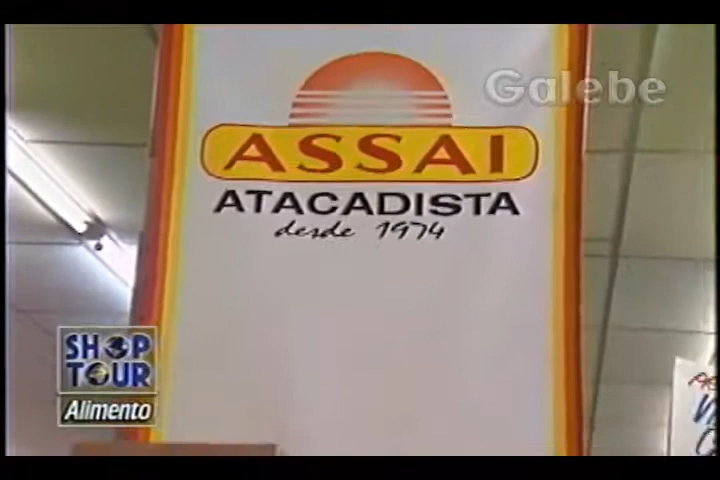 Galebe
ASSAI
ATACADISTA
desde 1974
SHOP
TOUR
Alimento